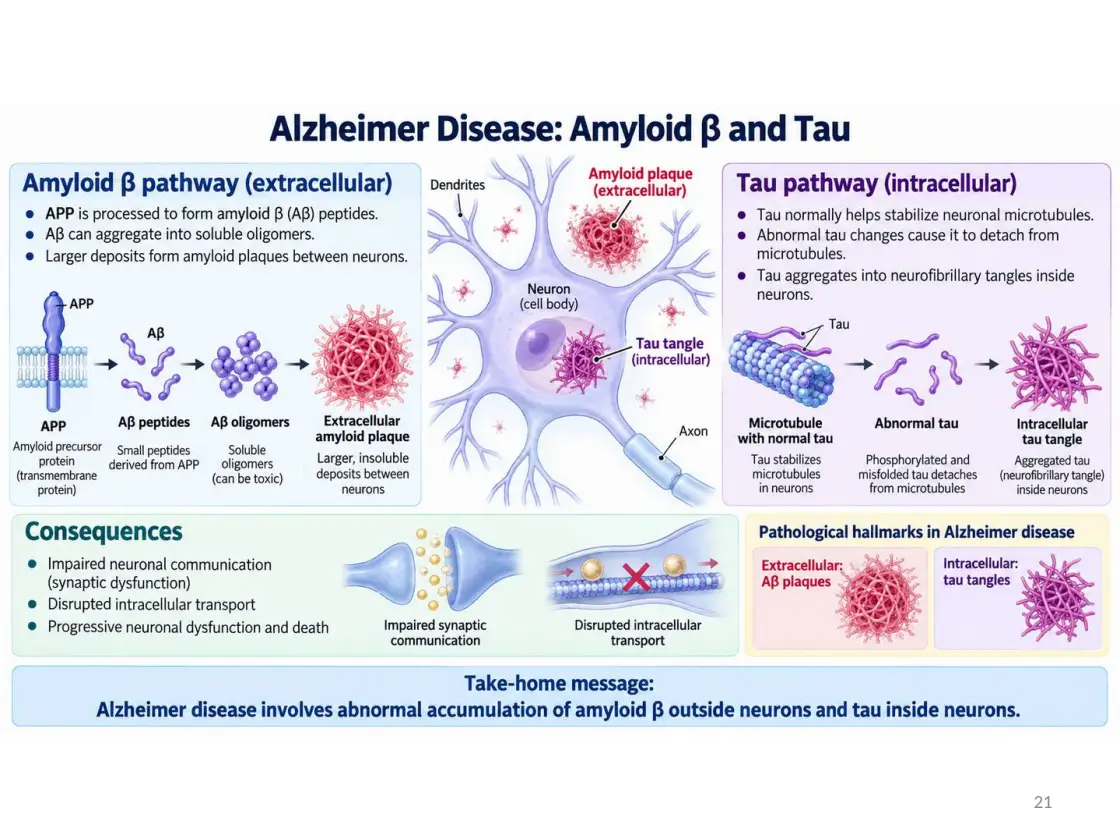 Alzheimer Disease: Amyloid β and Tau
Amyloid β pathway (extracellular)
• APP is processed to form amyloid β (Aβ) peptides.
• Aβ can aggregate into soluble oligomers.
• Larger deposits form amyloid plaques between neurons.
APP
Aβ
APP
Amyloid precursor
protein
(transmembrane
protein)
Aβ peptides
Small peptides
derived from APP
Aβ oligomers
Soluble
oligomers
(can be toxic)
Extracellular
amyloid plaque
Larger, insoluble
deposits between
neurons
Dendrites
Amyloid plaque
(extracellular)
Neuron
(cell body)
Tau tangle
(intracellular)
Axon
Tau pathway (intracellular)
• Tau normally helps stabilize neuronal microtubules.
• Abnormal tau changes cause it to detach from
microtubules.
• Tau aggregates into neurofibrillary tangles inside
neurons.
Tau
Microtubule
with normal tau
Tau stabilizes
microtubules
in neurons
Abnormal tau
Phosphorylated and
misfolded tau detaches
from microtubules
Intracellular
tau tangle
Aggregated tau
(neurofibrillary tangle)
inside neurons
Consequences
• Impaired neuronal communication
(synaptic dysfunction)
• Disrupted intracellular transport
• Progressive neuronal dysfunction and death
Impaired synaptic
communication
Disrupted intracellular
transport
Pathological hallmarks in Alzheimer disease
Extracellular:
Aβ plaques
Intracellular:
tau tangles
Take-home message:
Alzheimer disease involves abnormal accumulation of amyloid β outside neurons and tau inside neurons.
21